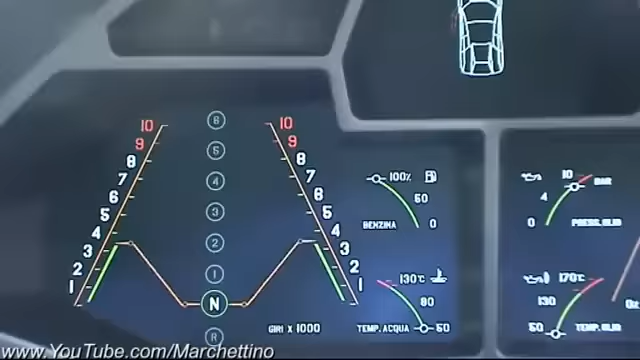 10 10
9 9
8 8
7 7
6 6
5 5
4 4
3 3
2 2
1 1
6
5
4
3
2
1
N
R
GIRI X 1000
100%
50
0
BENZINA
130°C
80
50
TEMP.ACQUA
10
BAR
4
0
PRESS.OLIO
170°C
130
50
TEMP.OLIO
www.YouTube.com/Marchettino